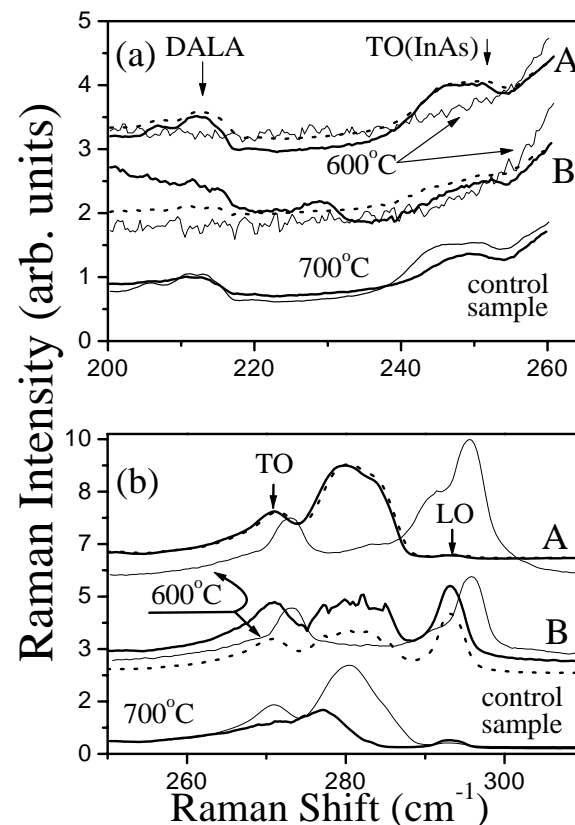 (a)
DALA
TO(InAs)
A
600°C
B
700°C
control
sample
5
4
3
2
1
0
200
220
240
260
Raman Intensity (arb. units)
(b)
TO
LO
A
600°C
B
700°C
control
sample
10
8
7
5
3
2
0
260
280
300
Raman Shift (cm⁻¹)